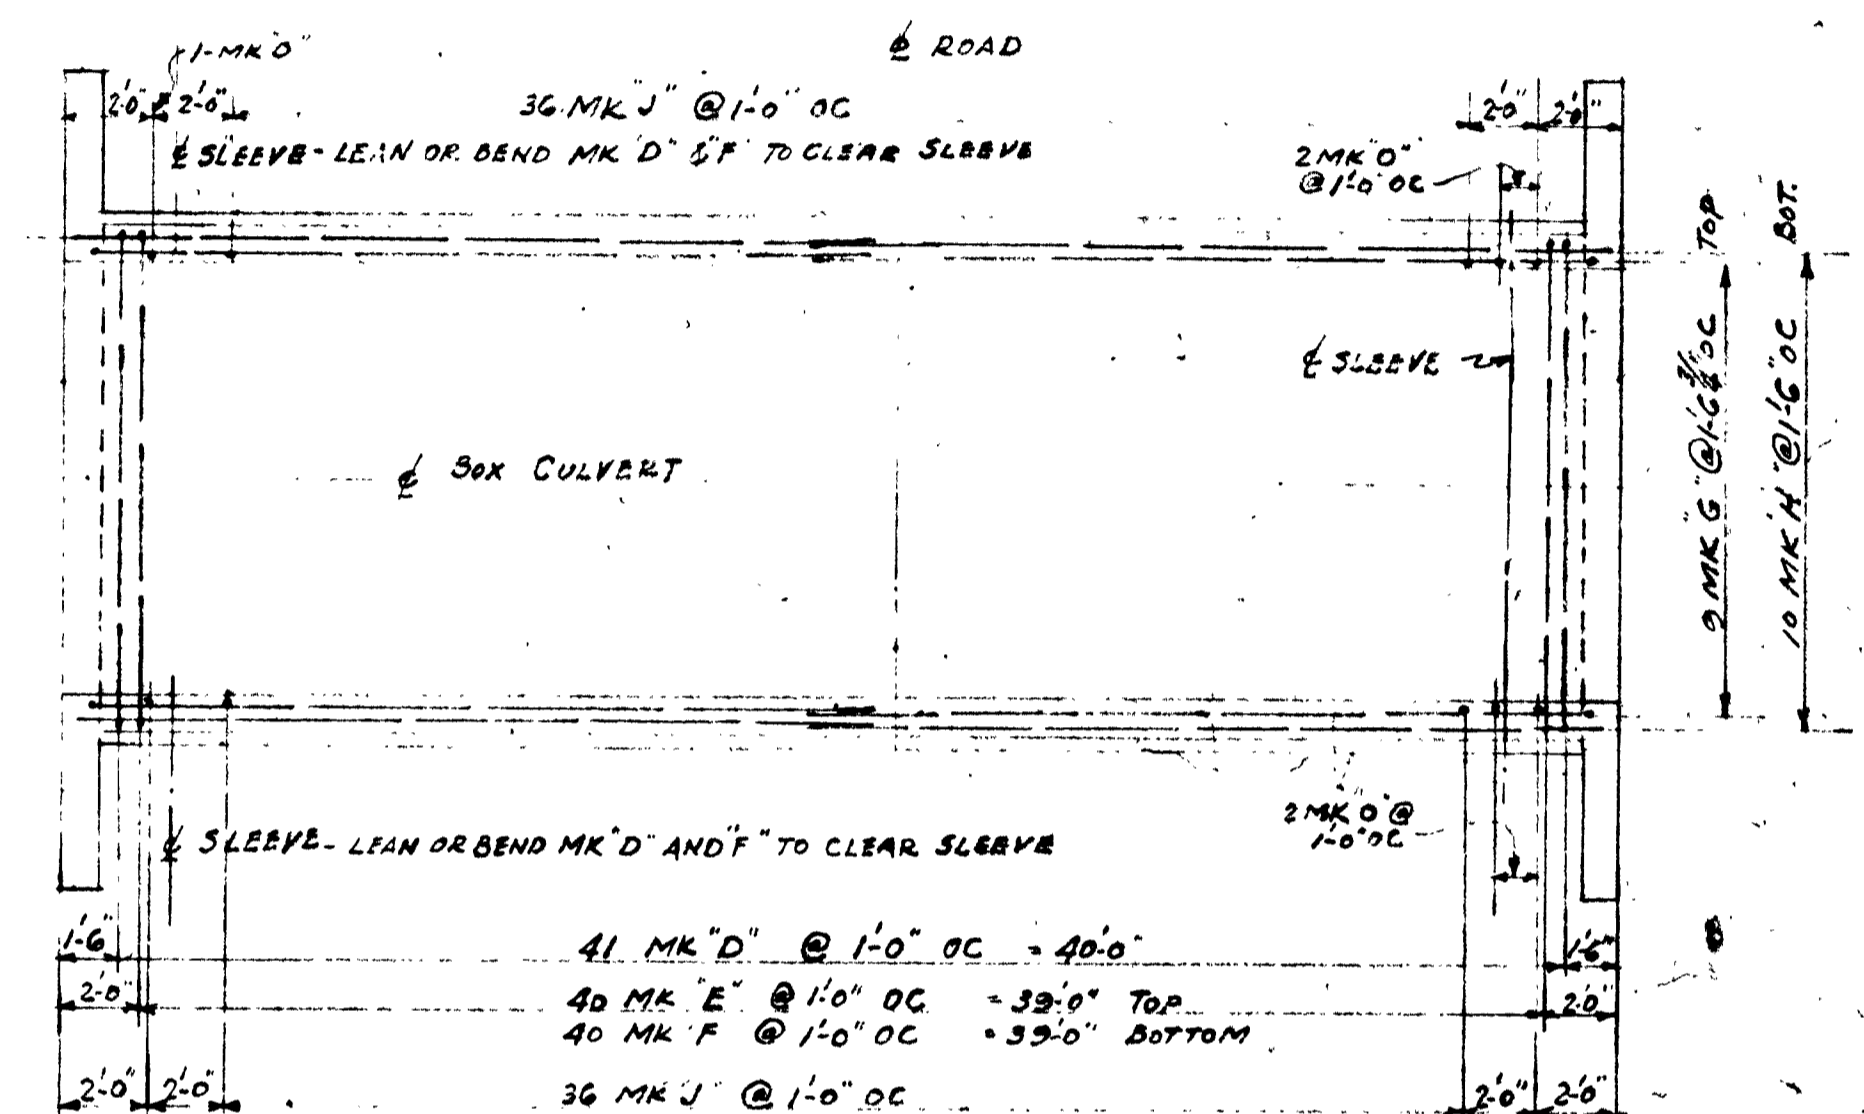 1-MK "O"
℄ ROAD
2'-0" 2'-0"
36 MK "J" @ 1'-0" OC
2'-0" 2'-0"
℄ SLEEVE - LEAN OR BEND MK "D" & "F" TO CLEAR SLEEVE
2 MK "O"
@ 1'-0" OC
9 MK "G" @ 1'-6 3/4" OC TOP
10 MK "H" @ 1'-6" OC BOT.
℄ SLEEVE
℄ BOX CULVERT
2 MK "O" @
1'-0" OC
℄ SLEEVE - LEAN OR BEND MK "D" AND "F" TO CLEAR SLEEVE
1'-6" 41 MK "D" @ 1'-0" OC = 40'-0" 1'-6"
2'-0" 40 MK "E" @ 1'-0" OC = 39'-0" TOP 2'-0"
40 MK "F" @ 1'-0" OC = 39'-0" BOTTOM
2'-0" 2'-0" 36 MK "J" @ 1'-0" OC 2'-0" 2'-0"